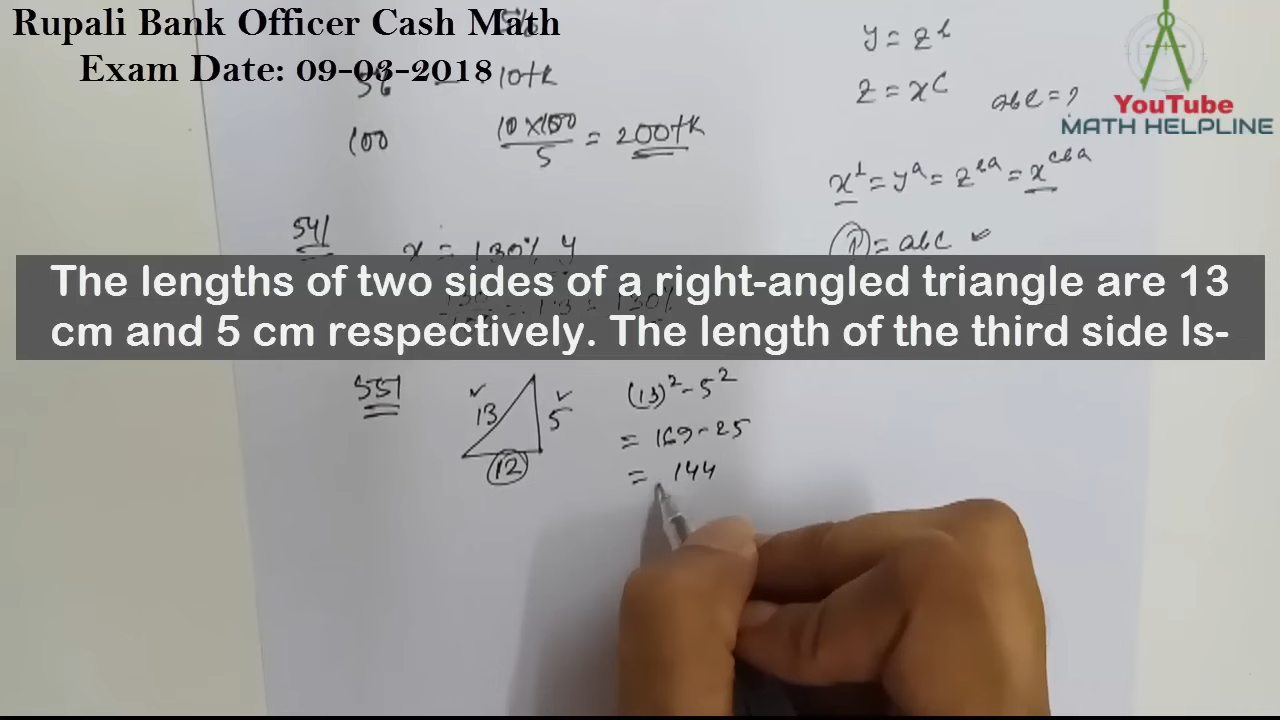 Rupali Bank Officer Cash Math
Exam Date: 09-03-2018
5%
5% — 10tk
100 10×100/5 = 200tk
y = z^b
z = x^c
abc = ?
YouTube
MATH HELPLINE
x^1 = y^a = z^ba = x^cba
1 = abc ✓
54|
x = 130% y
The lengths of two sides of a right-angled triangle are 13
cm and 5 cm respectively. The length of the third side Is-
55|
13 5
12
(13)² - 5²
= 169 - 25
= 144